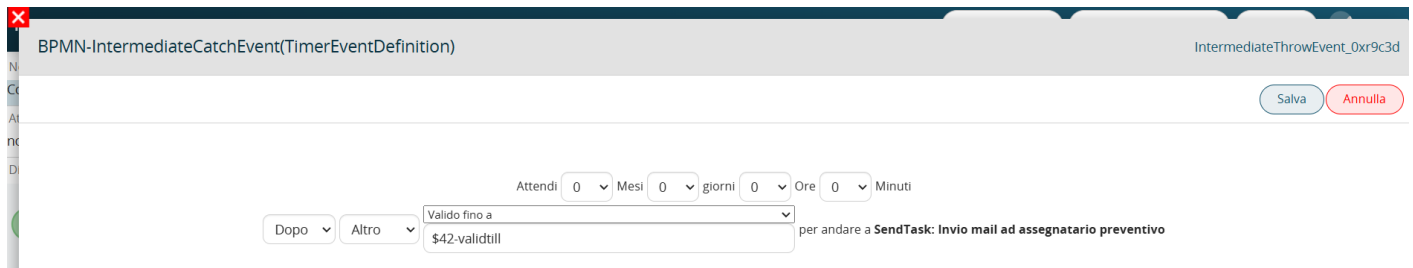 BPMN-IntermediateCatchEvent(TimerEventDefinition) IntermediateThrowEvent_0xr9c3d
Salva Annulla
Attendi 0 Mesi 0 giorni 0 Ore 0 Minuti
Valido fino a
Dopo Altro $42-validtill per andare a SendTask: Invio mail ad assegnatario preventivo